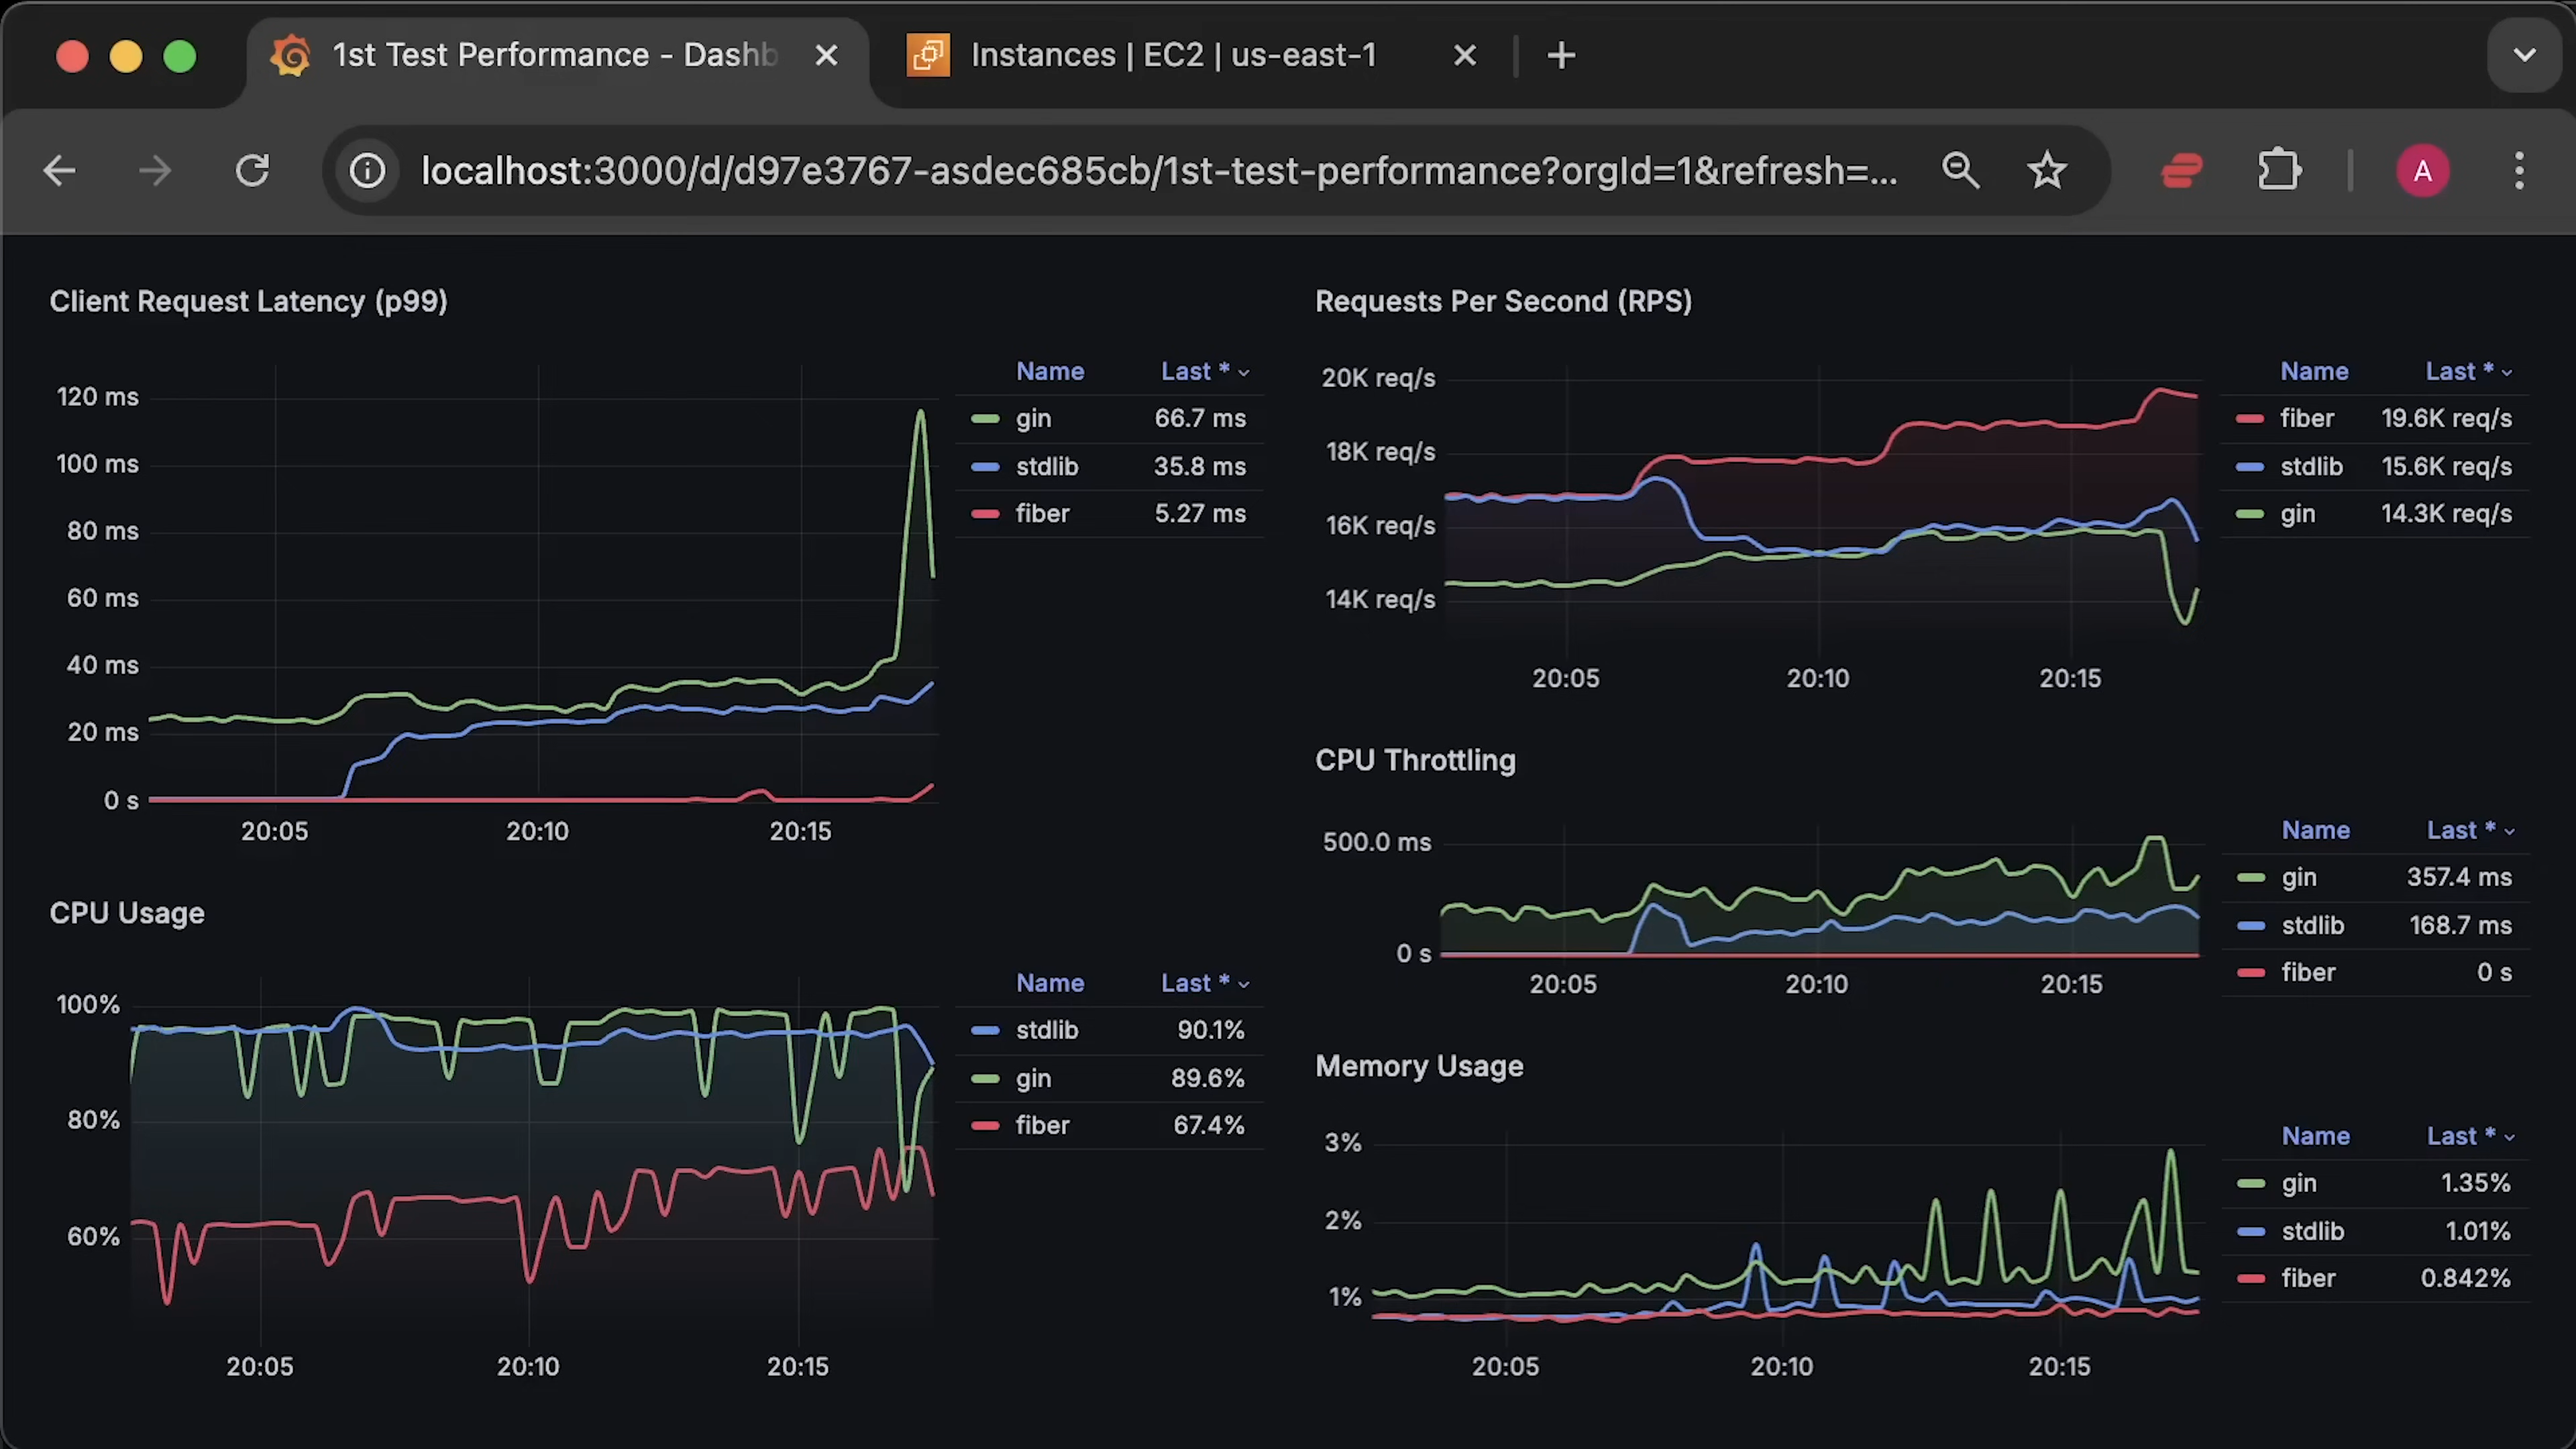 1st Test Performance - Dashb
Instances | EC2 | us-east-1
localhost:3000/d/d97e3767-asdec685cb/1st-test-performance?orgId=1&refresh=...
A
Client Request Latency (p99)
120 ms
100 ms
80 ms
60 ms
40 ms
20 ms
0 s
20:05 20:10 20:15
Name Last *
gin 66.7 ms
stdlib 35.8 ms
fiber 5.27 ms
Requests Per Second (RPS)
20K req/s
18K req/s
16K req/s
14K req/s
20:05 20:10 20:15
Name Last *
fiber 19.6K req/s
stdlib 15.6K req/s
gin 14.3K req/s
CPU Throttling
500.0 ms
0 s
20:05 20:10 20:15
Name Last *
gin 357.4 ms
stdlib 168.7 ms
fiber 0 s
CPU Usage
100%
80%
60%
20:05 20:10 20:15
Name Last *
stdlib 90.1%
gin 89.6%
fiber 67.4%
Memory Usage
3%
2%
1%
20:05 20:10 20:15
Name Last *
gin 1.35%
stdlib 1.01%
fiber 0.842%